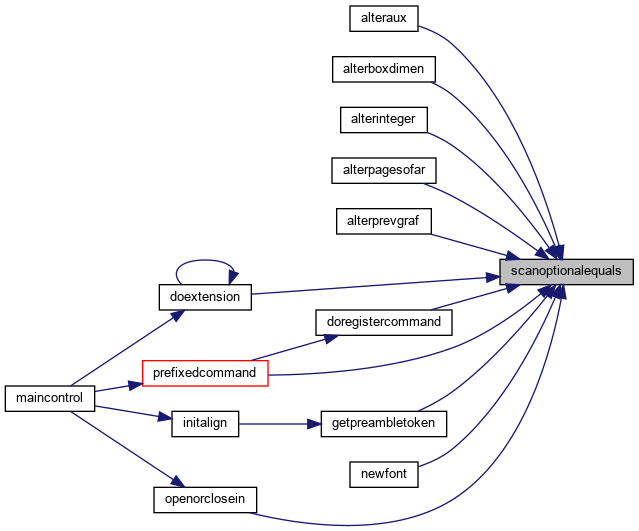 alteraux
alterboxdimen
alterinteger
alterpagesofar
alterprevgraf
scanoptionalequals
doextension
doregistercommand
prefixedcommand
maincontrol
initalign
getpreambletoken
newfont
openorclosein